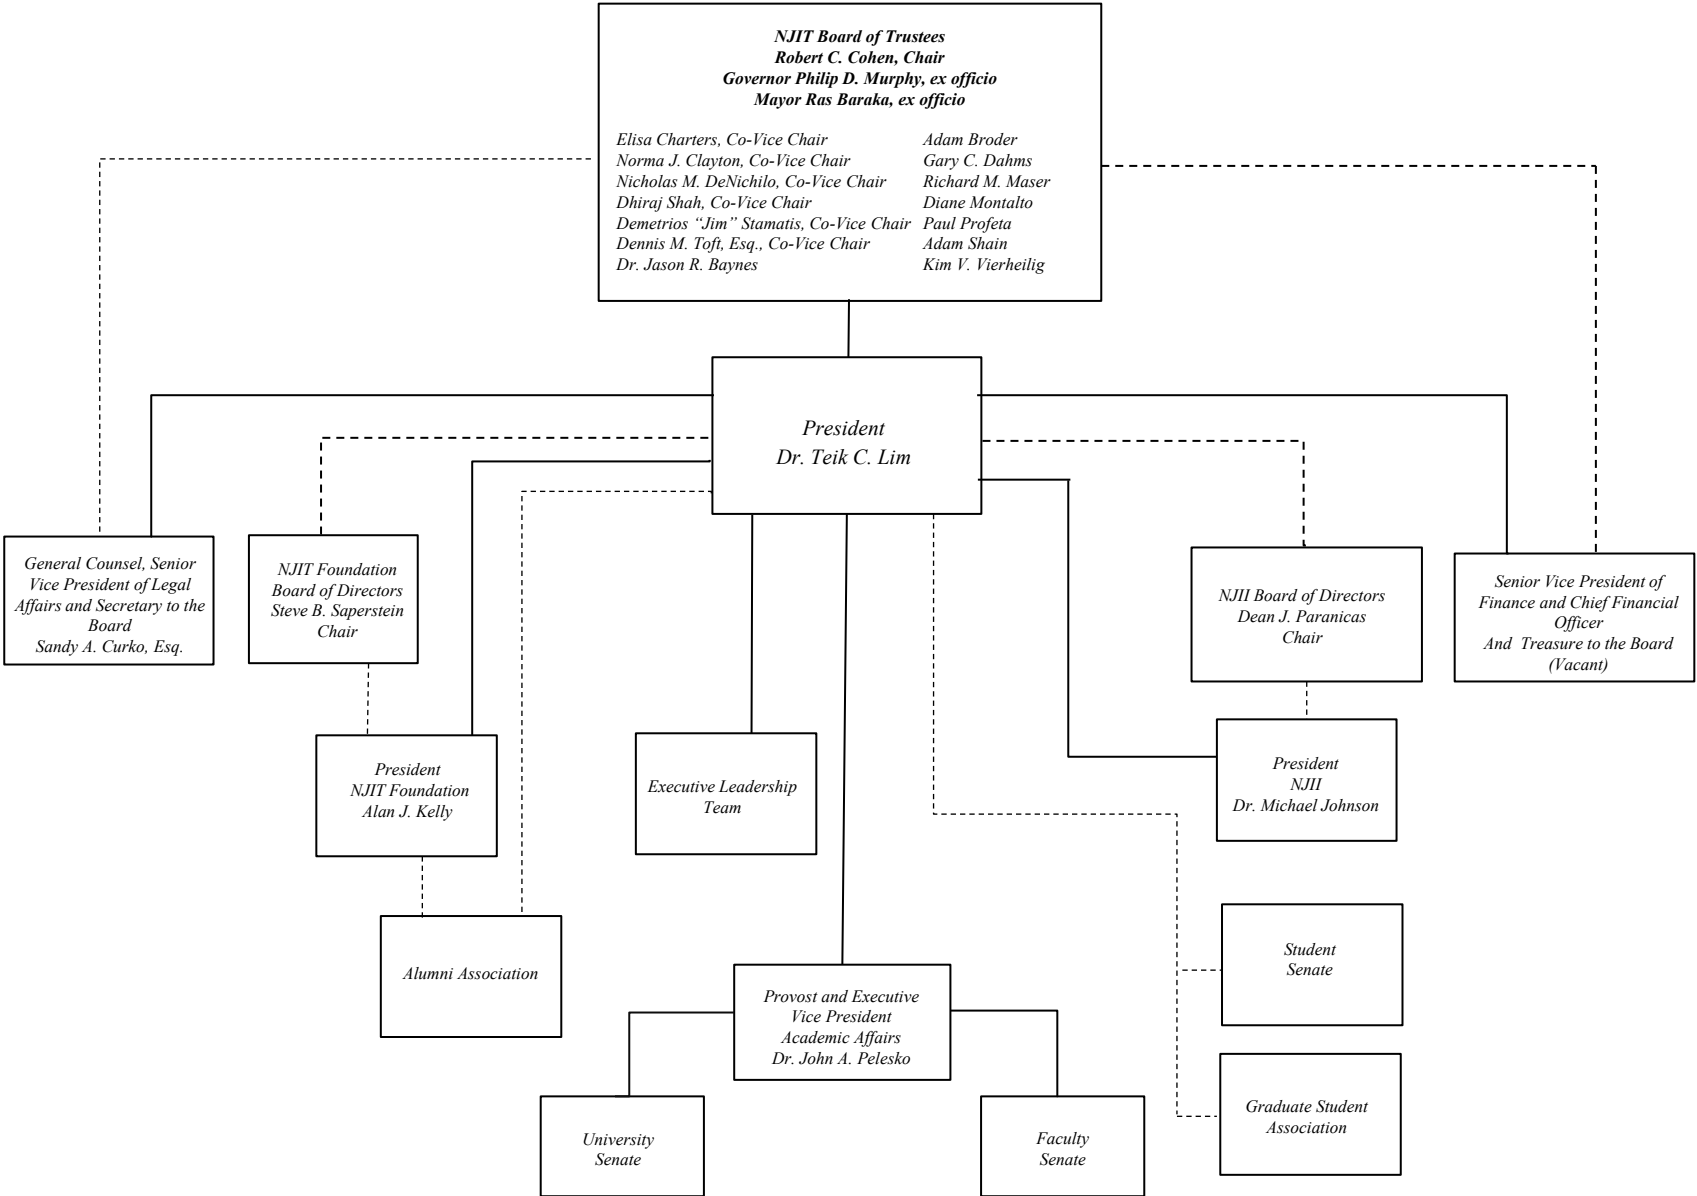 NJIT Board of Trustees
Robert C. Cohen, Chair
Governor Philip D. Murphy, ex officio
Mayor Ras Baraka, ex officio
Elisa Charters, Co-Vice Chair
Norma J. Clayton, Co-Vice Chair
Nicholas M. DeNichilo, Co-Vice Chair
Dhiraj Shah, Co-Vice Chair
Demetrios “Jim” Stamatis, Co-Vice Chair
Dennis M. Toft, Esq., Co-Vice Chair
Dr. Jason R. Baynes
Adam Broder
Gary C. Dahms
Richard M. Maser
Diane Montalto
Paul Profeta
Adam Shain
Kim V. Vierheilig
President
Dr. Teik C. Lim
General Counsel, Senior
Vice President of Legal
Affairs and Secretary to the
Board
Sandy A. Curko, Esq.
NJIT Foundation
Board of Directors
Steve B. Saperstein
Chair
NJII Board of Directors
Dean J. Paranicas
Chair
Senior Vice President of
Finance and Chief Financial
Officer
And Treasure to the Board
(Vacant)
President
NJIT Foundation
Alan J. Kelly
Executive Leadership
Team
President
NJII
Dr. Michael Johnson
Alumni Association
Provost and Executive
Vice President
Academic Affairs
Dr. John A. Pelesko
Student
Senate
University
Senate
Faculty
Senate
Graduate Student
Association